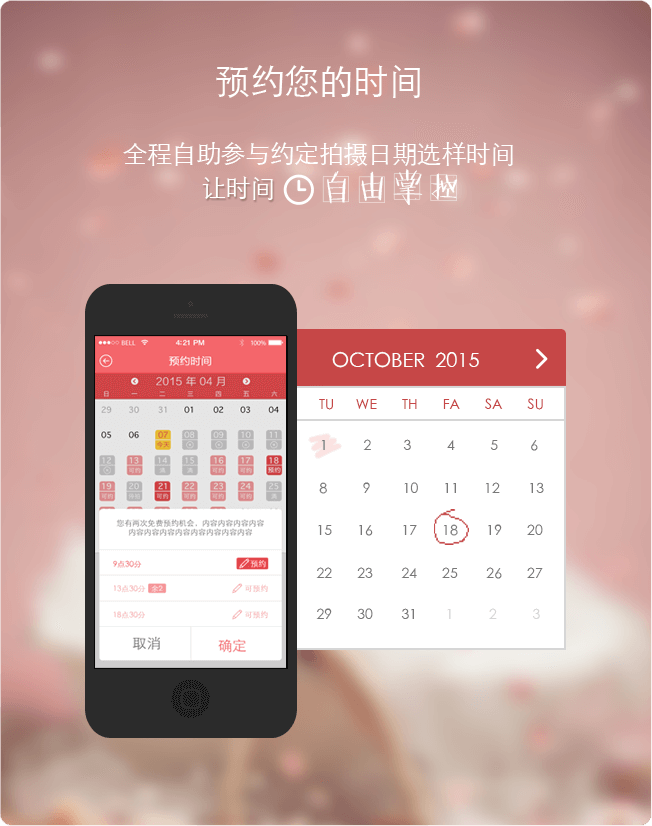 预约您的时间
全程自助参与约定拍摄日期选样时间
让时间
BELL 4:21 PM 100%
预约时间
2015 年 04 月
日 一 二 三 四 五 六
29 30 31 01 02 03 04
05 06 07 08 09 10 11
今天
12 13 14 15 16 17 18
可约 满 满 可约 可约 预约
19 20 21 22 23 24 25
可约 可约 可约 可约 可约 满
您有两次免费预约机会，内容内容内容内容
内容内容内容内容内容内容内容内容
9点30分 预约
13点30分 余2 可预约
18点30分 可预约
取消 确定
OCTOBER 2015
TU WE TH FA SA SU
1 2 3 4 5 6
8 9 10 11 12 13
15 16 17 18 19 20
22 23 24 25 26 27
29 30 31 1 2 3